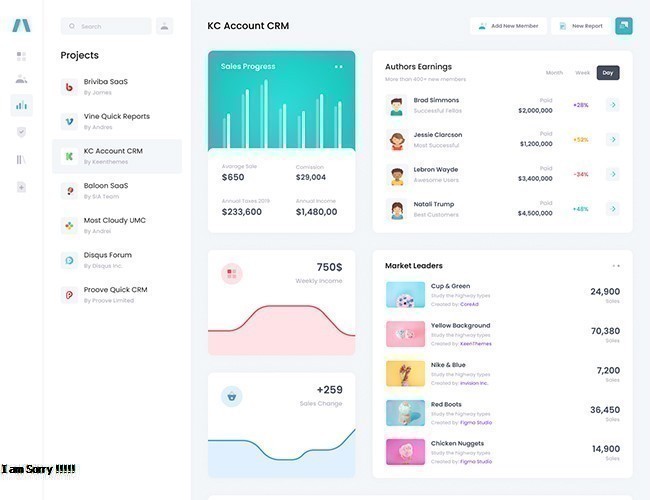 Search
Projects
Briviba SaaS
By James
Vine Quick Reports
By Andres
KC Account CRM
By Keenthemes
Baloon SaaS
By SIA Team
Most Cloudy UMC
By Andrei
Disqus Forum
By Disqus Inc.
Proove Quick CRM
By Proove Limited
I am Sorry !!!!!
KC Account CRM
Add New Member
New Report
Sales Progress
Average Sale
Comission
$650
$29,004
Annual Taxes 2019
Annual Income
$233,600
$1,480,00
750$
Weekly Income
+259
Sales Change
Authors Earnings
More than 400+ new members
Month Week Day
Brad Simmons
Successful Fellas
Paid
$2,000,000
+28%
Jessie Clarcson
Most Successful
Paid
$1,200,000
Lebron Wayde
Awesome Users
Paid
$3,400,000
-34%
Natali Trump
Best Customers
Paid
$4,500,000
+48%
Market Leaders
Cup & Green
Study the highway types
Created by: CoreAd
24,900
Sales
Yellow Background
Study the highway types
Created by: KeenThemes
70,380
Sales
Nike & Blue
Study the highway types
Created by: Invision Inc.
7,200
Sales
Red Boots
Study the highway types
Created by: Figma Studio
36,450
Sales
Chicken Nuggets
Study the highway types
Created by: Figma Studio
14,900
Sales